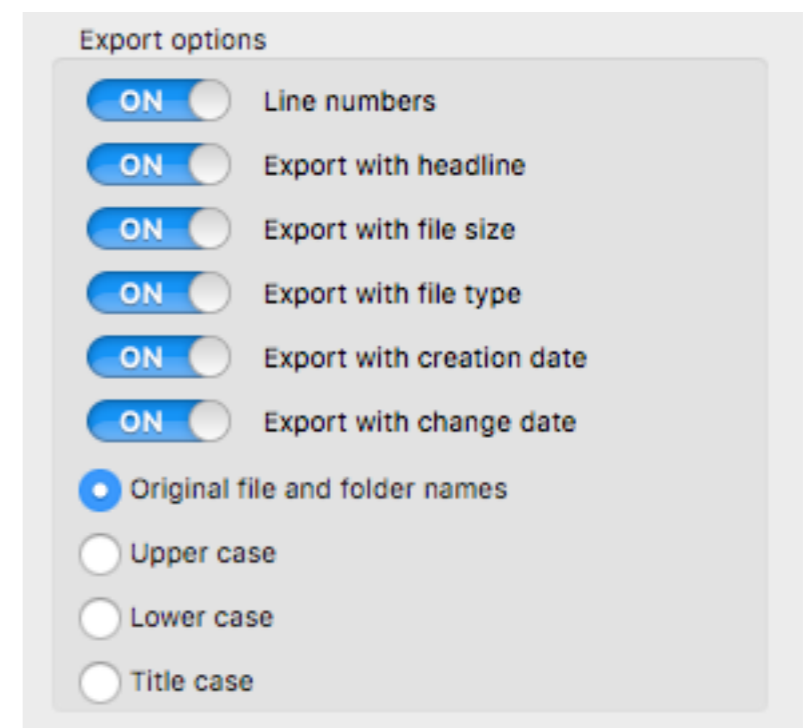 Export options
ON Line numbers
ON Export with headline
ON Export with file size
ON Export with file type
ON Export with creation date
ON Export with change date
Original file and folder names
Upper case
Lower case
Title case